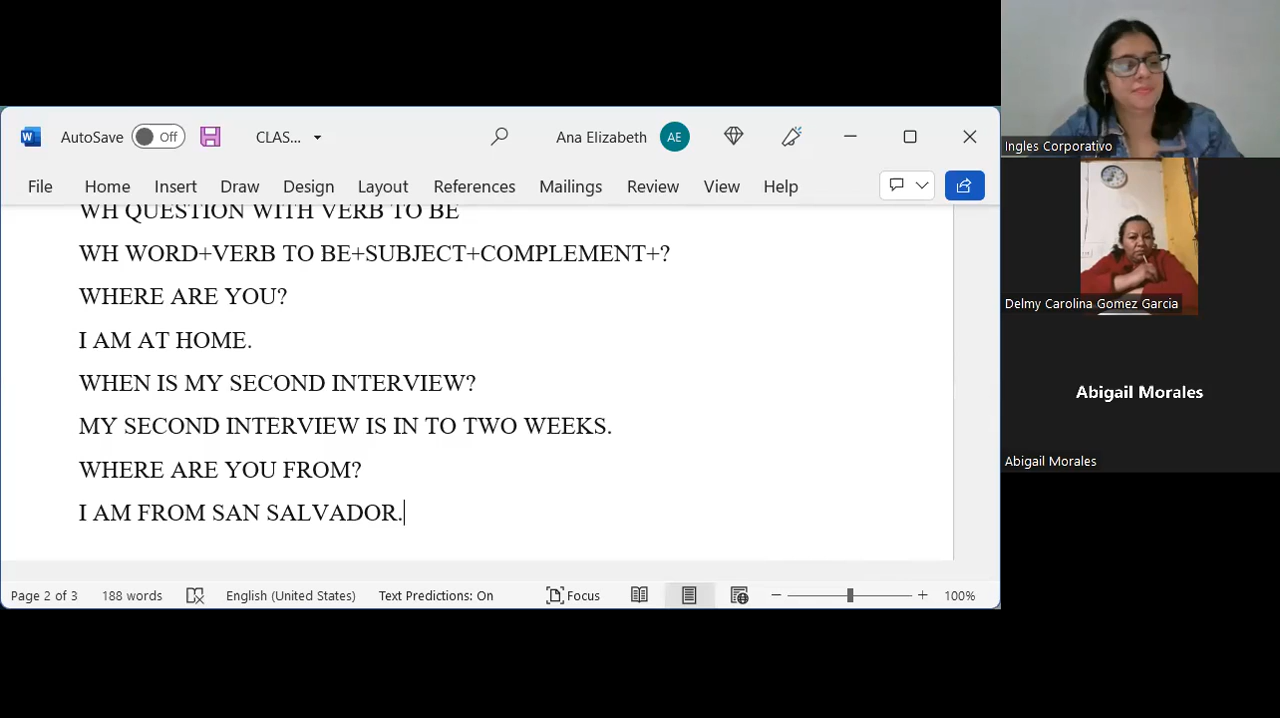 AutoSave Off CLAS... Ana Elizabeth AE
File Home Insert Draw Design Layout References Mailings Review View Help
WH QUESTION WITH VERB TO BE
WH WORD+VERB TO BE+SUBJECT+COMPLEMENT+?
WHERE ARE YOU?
I AM AT HOME.
WHEN IS MY SECOND INTERVIEW?
MY SECOND INTERVIEW IS IN TO TWO WEEKS.
WHERE ARE YOU FROM?
I AM FROM SAN SALVADOR.
Page 2 of 3 188 words English (United States) Text Predictions: On Focus 100%
Ingles Corporativo
Delmy Carolina Gomez Garcia
Abigail Morales
Abigail Morales